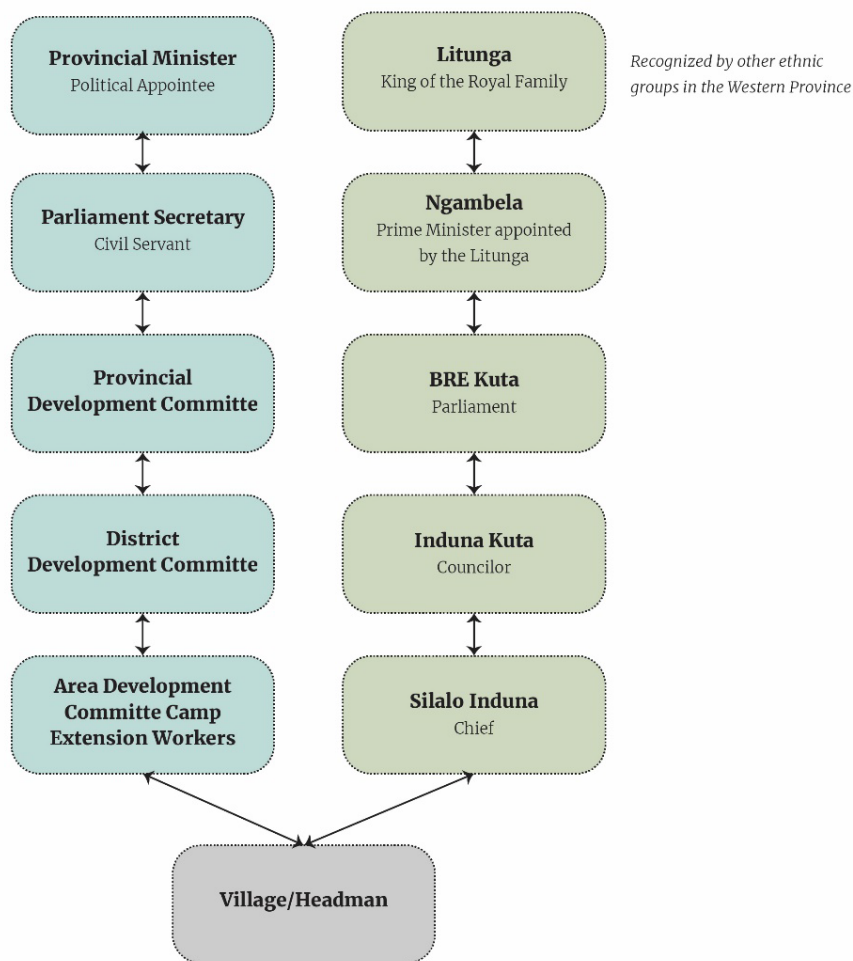 Provincial Minister
Political Appointee
Litunga
King of the Royal Family
Recognized by other ethnic
groups in the Western Province
Parliament Secretary
Civil Servant
Ngambela
Prime Minister appointed
by the Litunga
Provincial
Development Committe
BRE Kuta
Parliament
District
Development Committe
Induna Kuta
Councilor
Area Development
Committe Camp
Extension Workers
Silalo Induna
Chief
Village/Headman